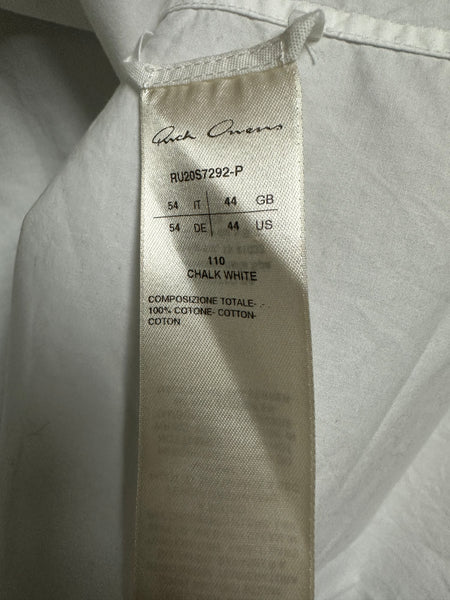 Rick Owens
RU20S7292-P
54 IT 44 GB
54 DE 44 US
110
CHALK WHITE
COMPOSIZIONE TOTALE- -
100% COTONE- COTTON-
COTON